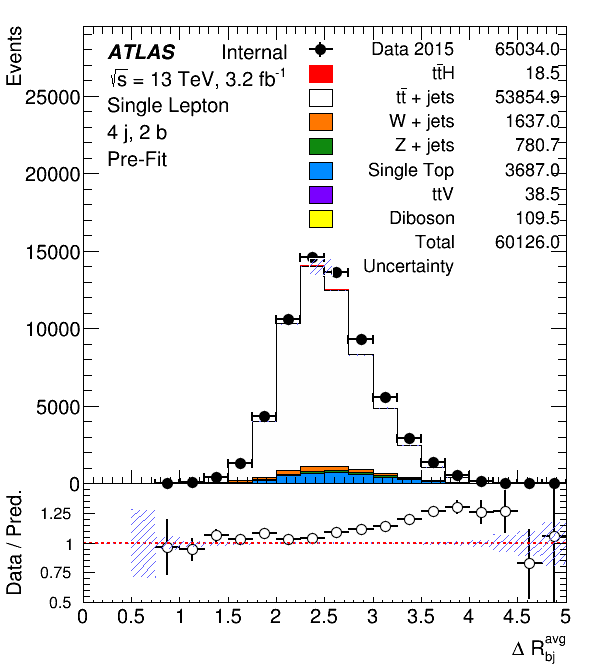 Events
ATLAS Internal
√s = 13 TeV, 3.2 fb⁻¹
Single Lepton
4 j, 2 b
Pre-Fit
Data 2015 65034.0
tt̄H 18.5
tt̄ + jets 53854.9
W + jets 1637.0
Z + jets 780.7
Single Top 3687.0
ttV 38.5
Diboson 109.5
Total 60126.0
Uncertainty
25000
20000
15000
10000
5000
0
Data / Pred.
1.25
1
0.75
0.5
0 0.5 1 1.5 2 2.5 3 3.5 4 4.5 5
Δ R_bj^avg